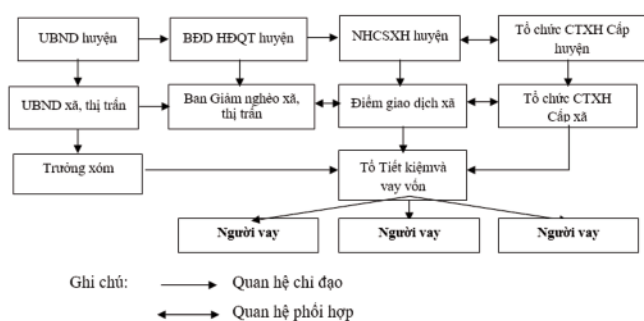 UBND huyện
BĐD HĐQT huyện
NHCSXH huyện
Tổ chức CTXH Cấp
huyện
UBND xã, thị trấn
Ban Giảm nghèo xã,
thị trấn
Điểm giao dịch xã
Tổ chức CTXH
Cấp xã
Trưởng xóm
Tổ Tiết kiệmvà
vay vốn
Người vay
Người vay
Người vay
Ghi chú:
Quan hệ chỉ đạo
Quan hệ phối hợp